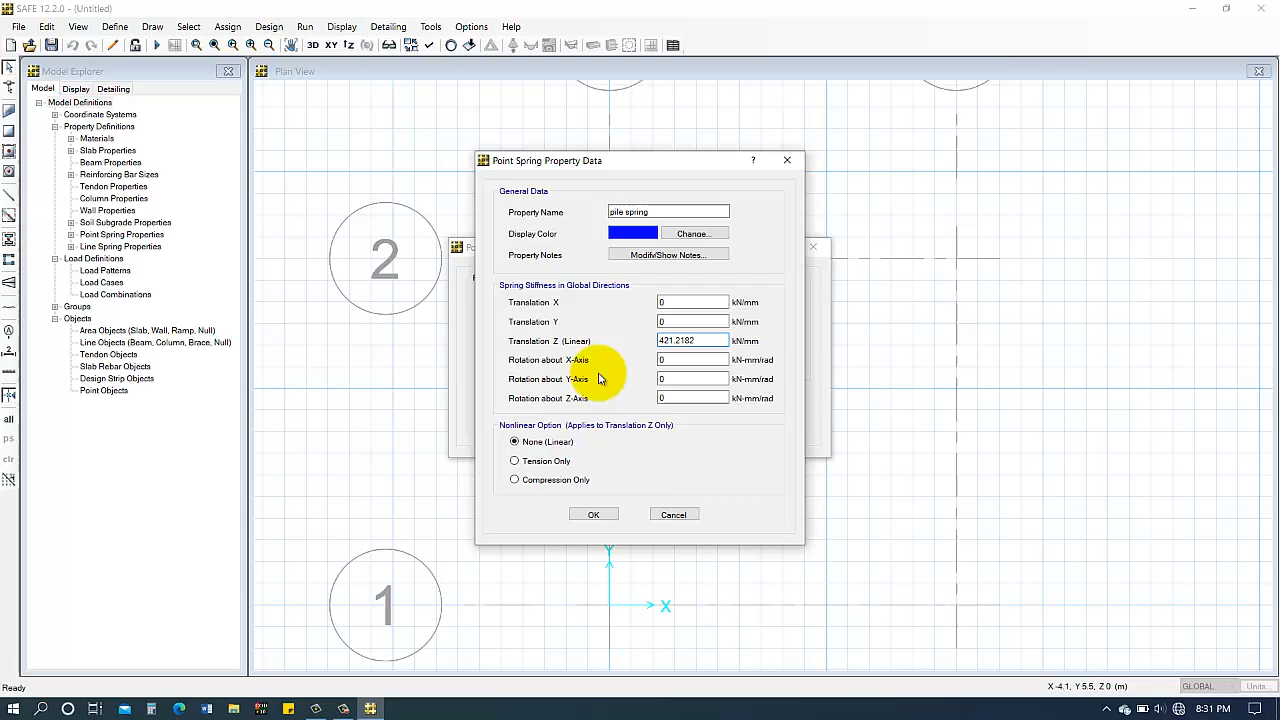 SAFE 12.2.0 - (Untitled)
File Edit View Define Draw Select Assign Design Run Display Detailing Tools Options Help
3D XY
Model Explorer
Plan View
Model Display Detailing
Model Definitions
Coordinate Systems
Property Definitions
Materials
Slab Properties
Beam Properties
Reinforcing Bar Sizes
Tendon Properties
Column Properties
Wall Properties
Soil Subgrade Properties
Point Spring Properties
Line Spring Properties
Load Definitions
Load Patterns
Load Cases
Load Combinations
Groups
Objects
Area Objects (Slab, Wall, Ramp, Null)
Line Objects (Beam, Column, Brace, Null)
Tendon Objects
Slab Rebar Objects
Design Strip Objects
Point Objects
all
ps
clr
2
1
Y
X
Point Spring Property Data
?
General Data
Property Name pile spring
Display Color Change...
Property Notes Modify/Show Notes...
Spring Stiffness in Global Directions
Translation X 0 kN/mm
Translation Y 0 kN/mm
Translation Z (Linear) 421.2182 kN/mm
Rotation about X-Axis 0 kN-mm/rad
Rotation about Y-Axis 0 kN-mm/rad
Rotation about Z-Axis 0 kN-mm/rad
Nonlinear Option (Applies to Translation Z Only)
None (Linear)
Tension Only
Compression Only
OK Cancel
Ready
X -4.1, Y 5.5, Z 0 (m)
GLOBAL
Units...
8:31 PM